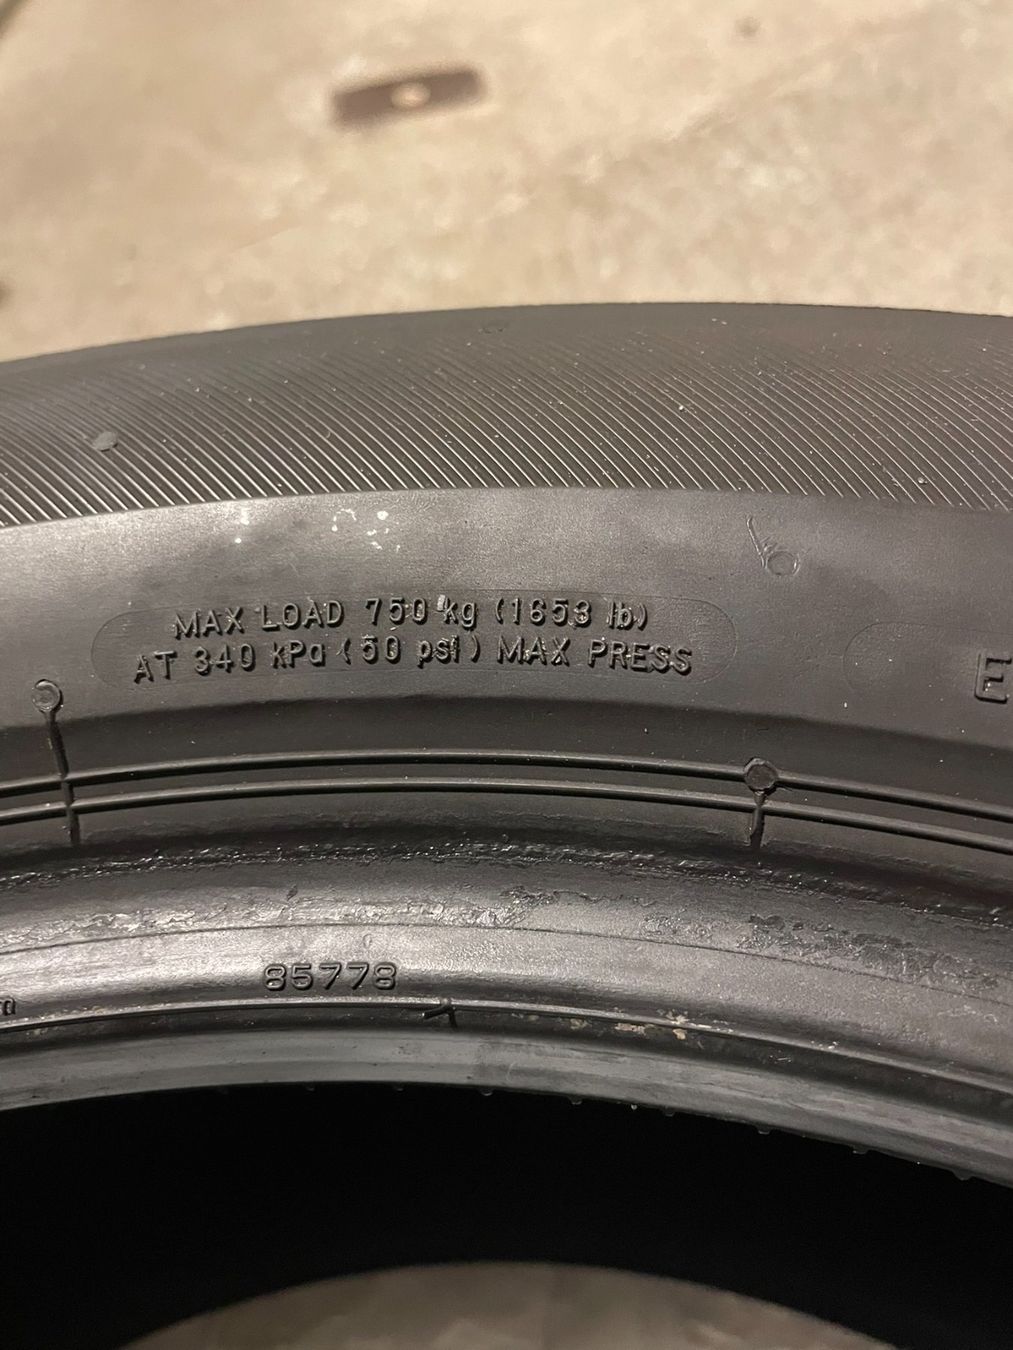 MAX LOAD 750 kg (1653 lb)
AT 340 kPa (50 psi) MAX PRESS
E
85778